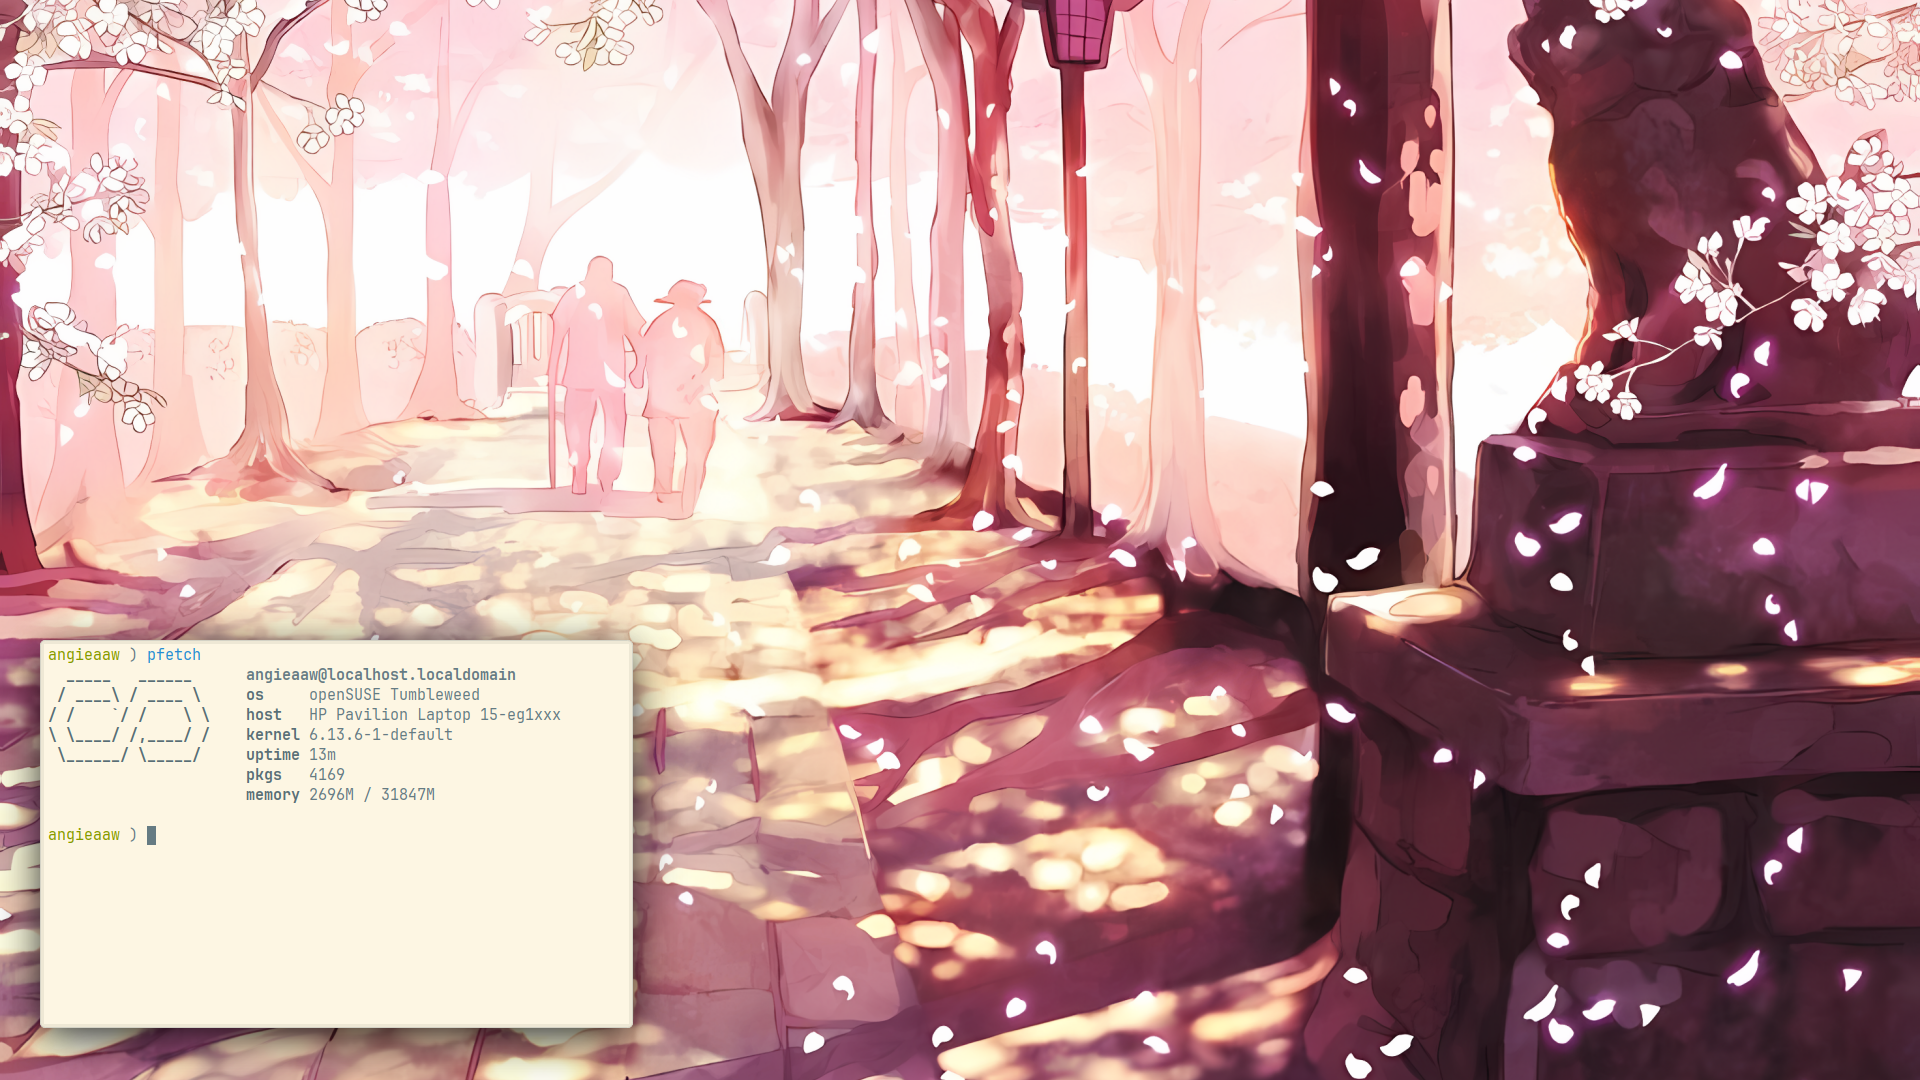 angieaaw ) pfetch
angieaaw@localhost.localdomain
os openSUSE Tumbleweed
host HP Pavilion Laptop 15-eg1xxx
kernel 6.13.6-1-default
uptime 13m
pkgs 4169
memory 2696M / 31847M
angieaaw )